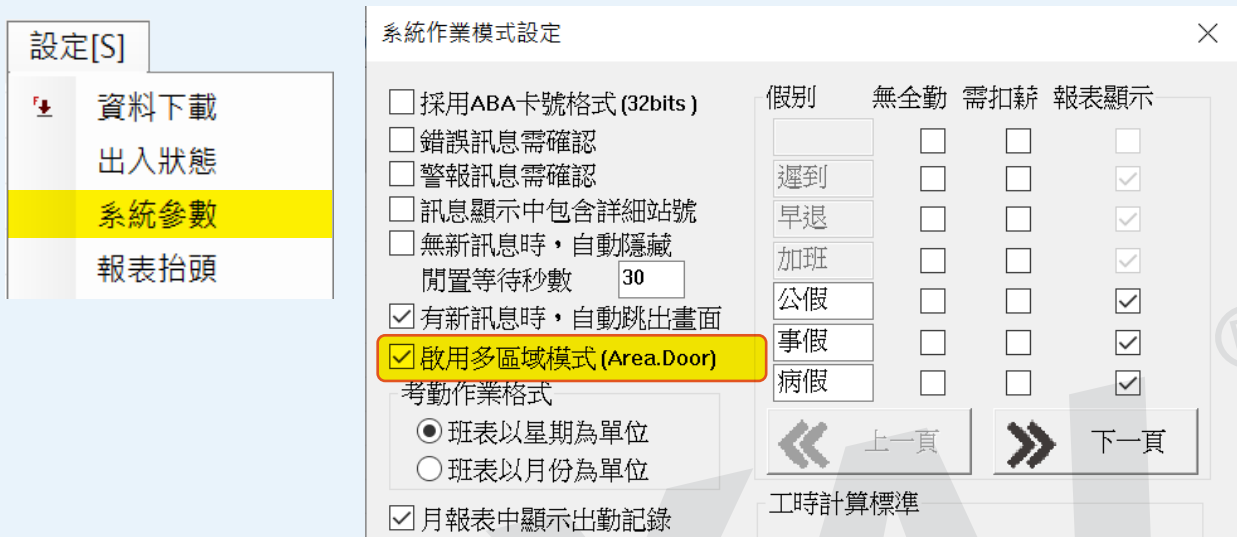 設定[S]
資料下載
出入狀態
系統參數
報表抬頭
系統作業模式設定
採用ABA卡號格式 (32bits )
錯誤訊息需確認
警報訊息需確認
訊息顯示中包含詳細站號
無新訊息時，自動隱藏
閒置等待秒數 30
有新訊息時，自動跳出畫面
啟用多區域模式 (Area.Door)
考勤作業格式
班表以星期為單位
班表以月份為單位
月報表中顯示出勤記錄
假別 無全勤 需扣薪 報表顯示
遲到
早退
加班
公假
事假
病假
上一頁 下一頁
工時計算標準